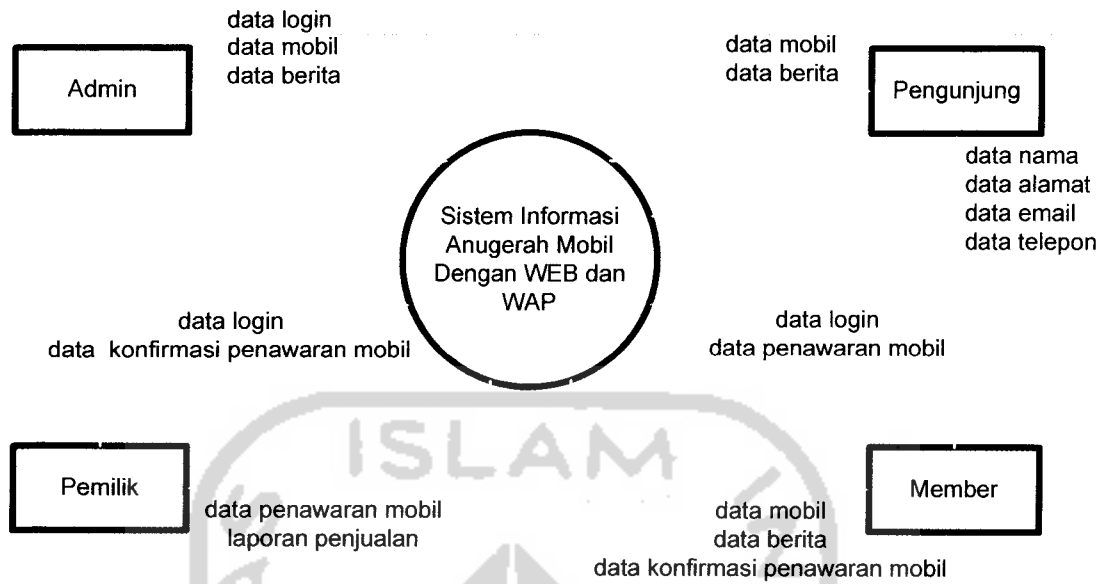 data login
data mobil
data berita
Admin
data mobil
data berita
Pengunjung
data nama
data alamat
data email
data telepon
Sistem Informasi
Anugerah Mobil
Dengan WEB dan
WAP
data login
data konfirmasi penawaran mobil
data login
data penawaran mobil
ISLAM
Pemilik
data penawaran mobil
laporan penjualan
Member
data mobil
data berita
data konfirmasi penawaran mobil